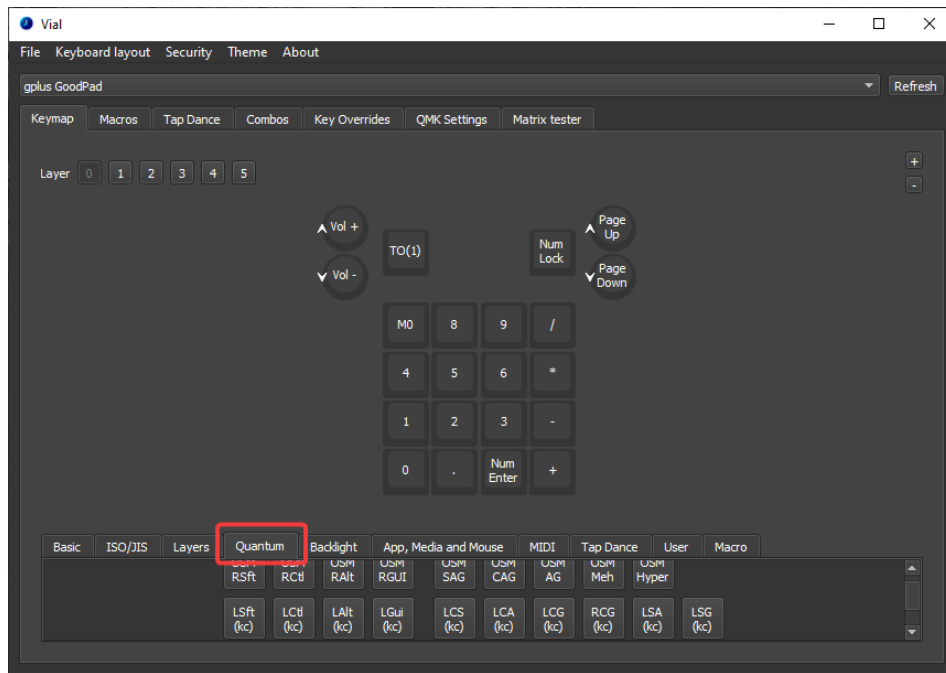 Vial
File Keyboard layout Security Theme About
gplus GoodPad Refresh
Keymap Macros Tap Dance Combos Key Overrides QMK Settings Matrix tester
Layer 0 1 2 3 4 5 +
-
Vol +
Vol -
TO(1)
Num
Lock
Page
Up
Page
Down
M0 8 9 /
4 5 6 *
1 2 3 -
0 . Num
Enter +
Basic ISO/JIS Layers Quantum Backlight App, Media and Mouse MIDI Tap Dance User Macro
OSM
RSft
OSM
RCtl
OSM
RAlt
OSM
RGUI
OSM
SAG
OSM
CAG
OSM
AG
OSM
Meh
OSM
Hyper
LSft
(kc)
LCtl
(kc)
LAlt
(kc)
LGui
(kc)
LCS
(kc)
LCA
(kc)
LCG
(kc)
RCG
(kc)
LSA
(kc)
LSG
(kc)